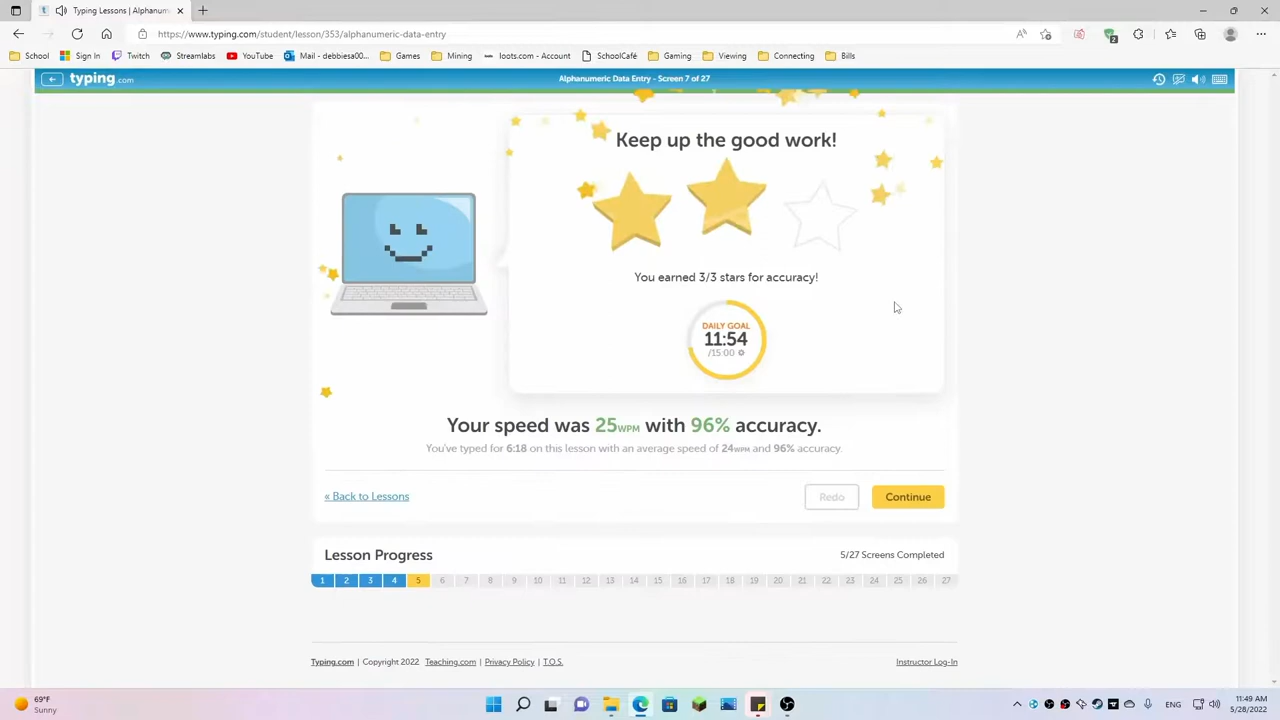 Typing Lessons | Alphanumeric D
https://www.typing.com/student/lesson/353/alphanumeric-data-entry
School Sign In Twitch Streamlabs YouTube Mail - debbiesa00... Games Mining loots.com - Account SchoolCafé Gaming Viewing Connecting Bills
typing.com
Alphanumeric Data Entry - Screen 7 of 27
Keep up the good work!
You earned 3/3 stars for accuracy!
DAILY GOAL
11:54
/15:00
Your speed was 25WPM with 96% accuracy.
You've typed for 6:18 on this lesson with an average speed of 24WPM and 96% accuracy.
« Back to Lessons
Redo
Continue
Lesson Progress
5/27 Screens Completed
1 2 3 4 5 6 7 8 9 10 11 12 13 14 15 16 17 18 19 20 21 22 23 24 25 26 27
Typing.com | Copyright 2022 Teaching.com | Privacy Policy | T.O.S.
Instructor Log-In
69°F
Sunny
ENG
11:49 AM
5/28/2022